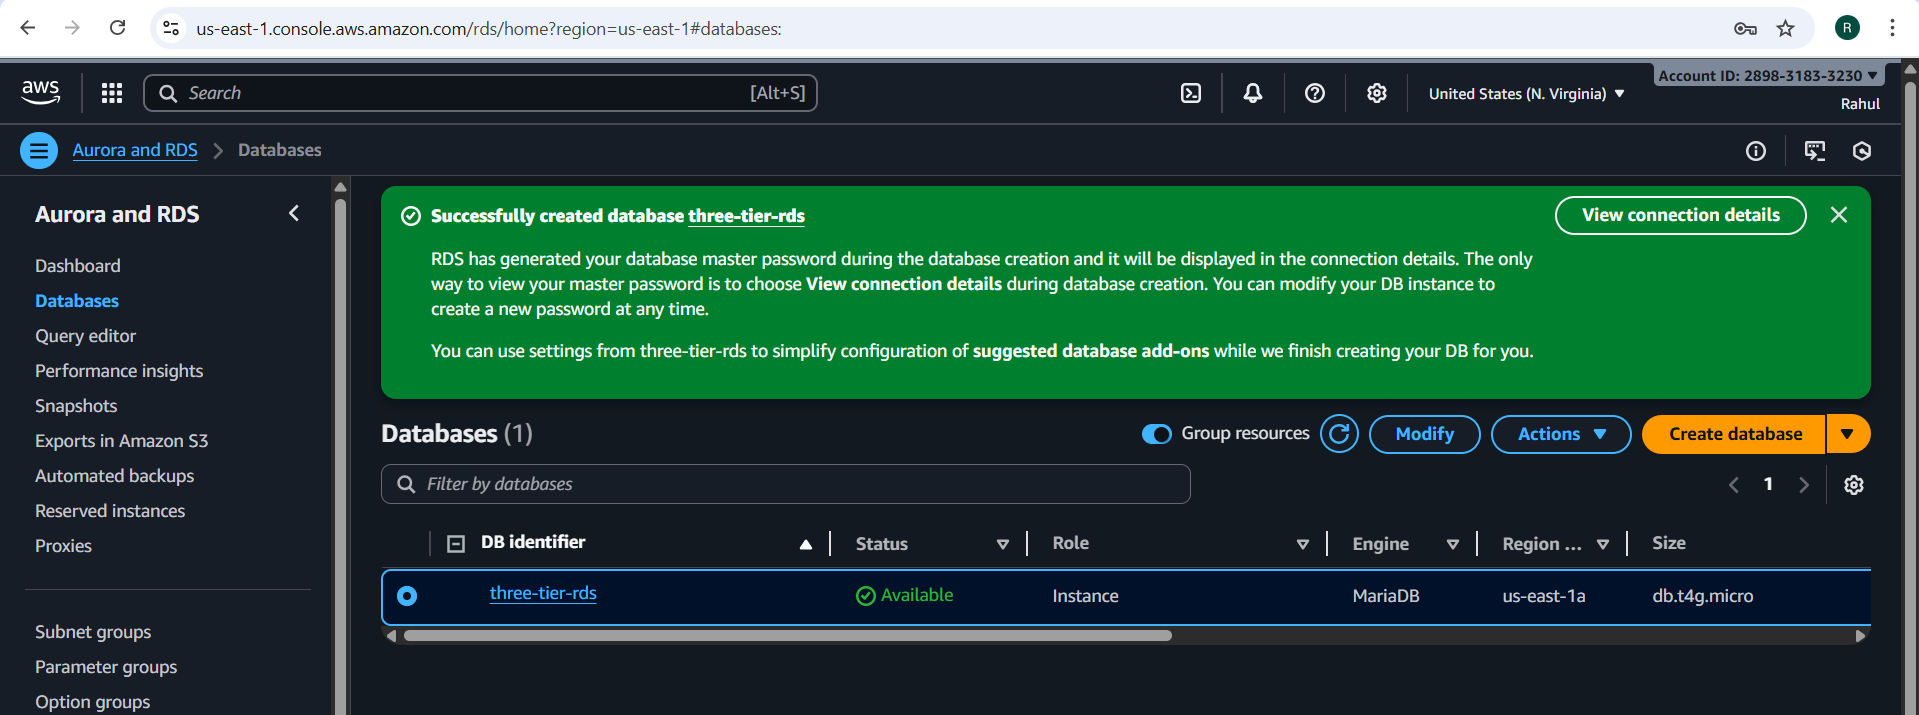 us-east-1.console.aws.amazon.com/rds/home?region=us-east-1#databases:
R
aws
Search
[Alt+S]
United States (N. Virginia)
Account ID: 2898-3183-3230
Rahul
Aurora and RDS
Databases
Aurora and RDS
Dashboard
Databases
Query editor
Performance insights
Snapshots
Exports in Amazon S3
Automated backups
Reserved instances
Proxies
Subnet groups
Parameter groups
Option groups
Successfully created database three-tier-rds
View connection details
RDS has generated your database master password during the database creation and it will be displayed in the connection details. The only
way to view your master password is to choose View connection details during database creation. You can modify your DB instance to
create a new password at any time.
You can use settings from three-tier-rds to simplify configuration of suggested database add-ons while we finish creating your DB for you.
Databases (1)
Group resources
Modify
Actions
Create database
Filter by databases
1
DB identifier Status Role Engine Region ... Size
three-tier-rds Available Instance MariaDB us-east-1a db.t4g.micro